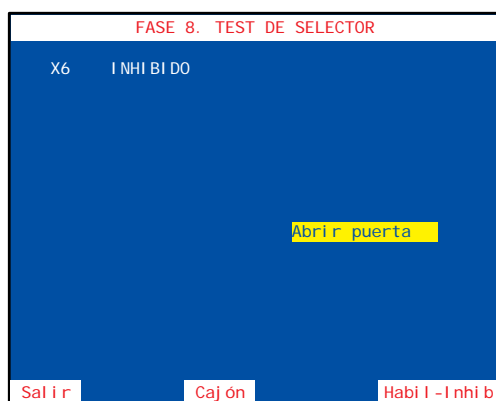 FASE 8. TEST DE SELECTOR
X6 INHIBIDO
Abrir puerta
Salir Cajón Habil-Inhib